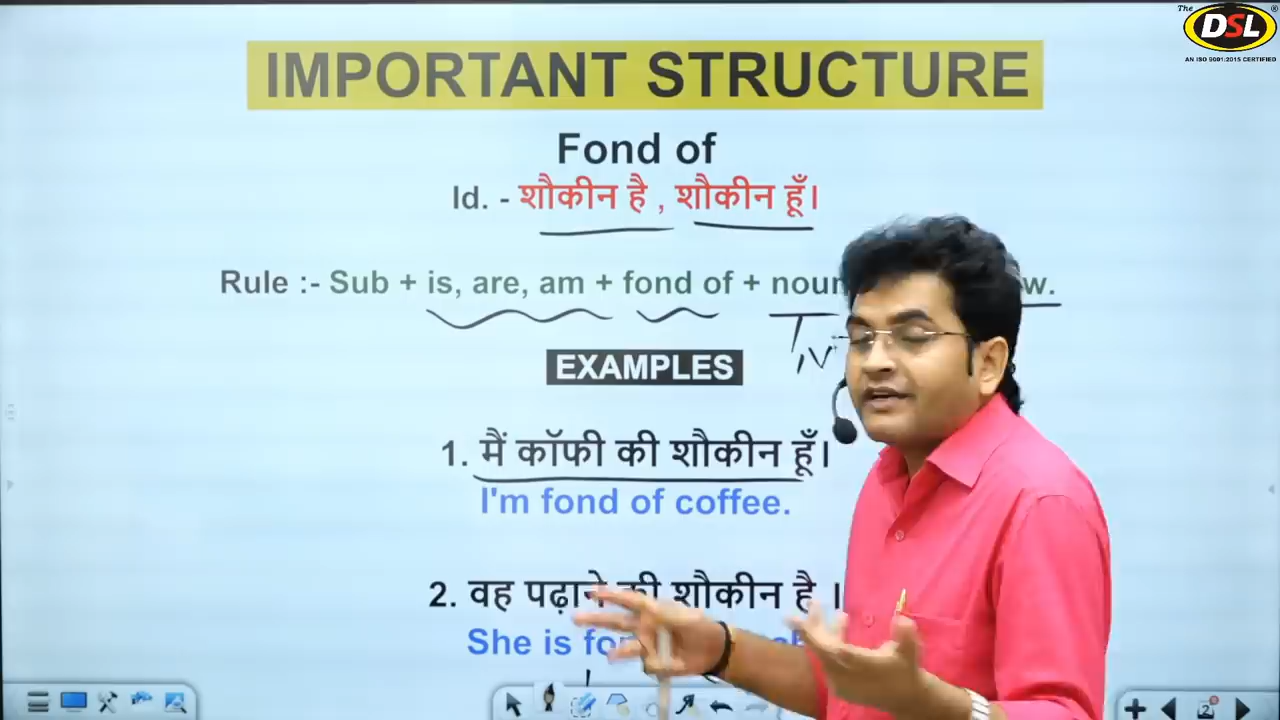 The
DSL
®
AN ISO 9001:2015 CERTIFIED
IMPORTANT STRUCTURE
Fond of
Id. - शौकीन है , शौकीन हूँ।
Rule :- Sub + is, are, am + fond of + noun
EXAMPLES
1. मैं कॉफी की शौकीन हूँ।
I'm fond of coffee.
2. वह पढ़ाने की शौकीन है ।
She is